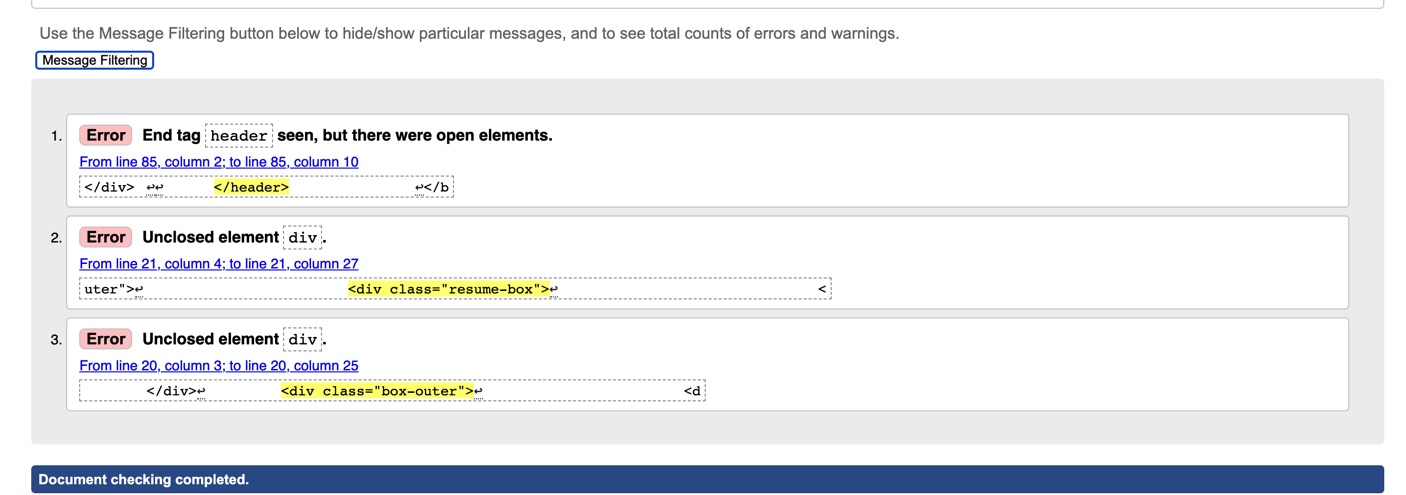 Use the Message Filtering button below to hide/show particular messages, and to see total counts of errors and warnings.
Message Filtering
1. Error End tag header seen, but there were open elements.
From line 85, column 2; to line 85, column 10
</div> ↩↩ </header> ↩</b
2. Error Unclosed element div.
From line 21, column 4; to line 21, column 27
uter">↩ <div class="resume-box">↩ <
3. Error Unclosed element div.
From line 20, column 3; to line 20, column 25
</div>↩ <div class="box-outer">↩ <d
Document checking completed.